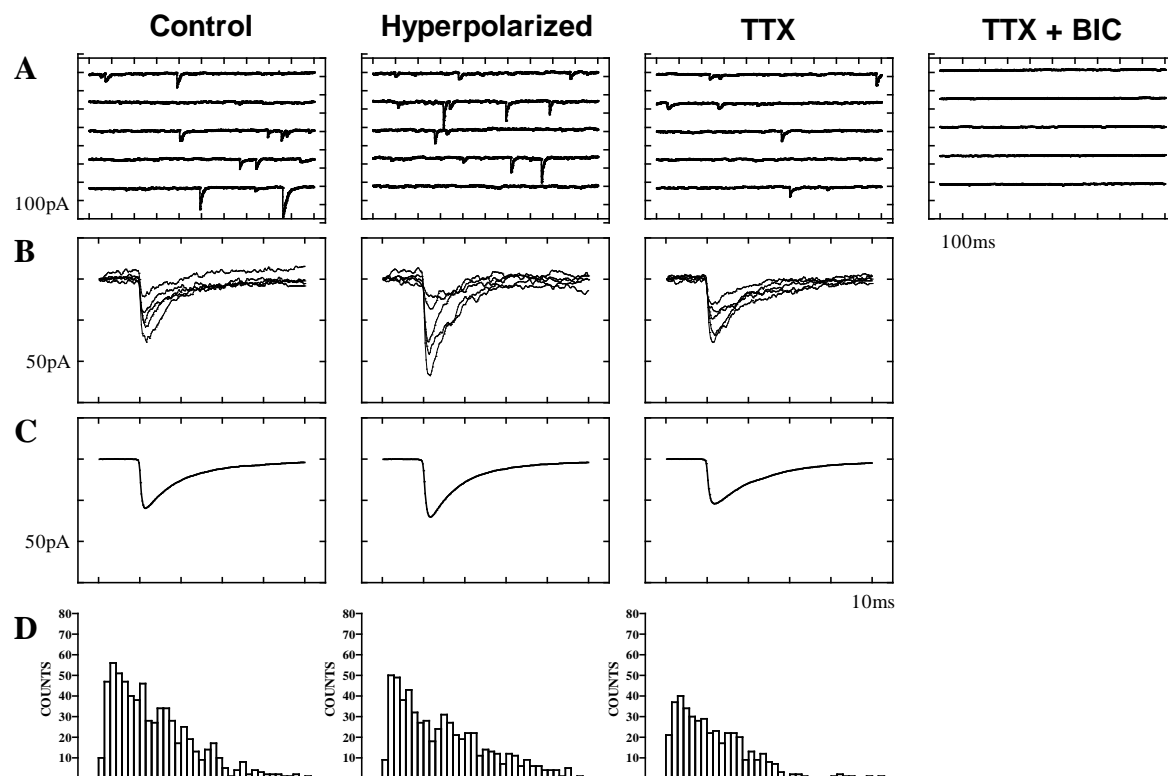 Control Hyperpolarized TTX TTX + BIC
A
100pA
100ms
B
50pA
C
50pA
10ms
D
80 80 80
70 70 70
60 60 60
50 50 50
40 40 40
30 30 30
20 20 20
10 10 10
COUNTS COUNTS COUNTS